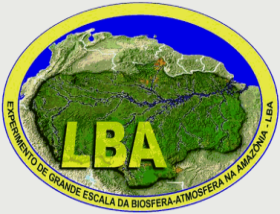 LBA
EXPERIMENTO DE GRANDE ESCALA DA BIOSFERA-ATMOSFERA NA AMAZÔNIA - LBA